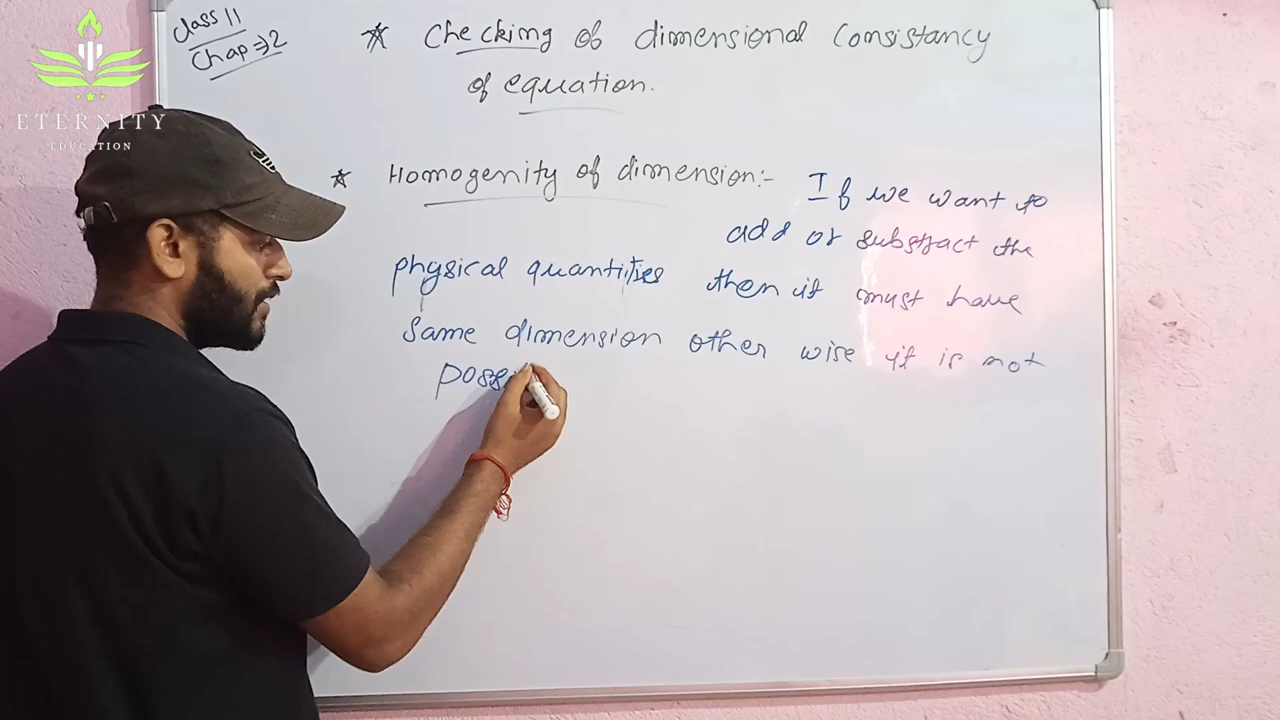 Class 11
Chap ⇒ 2
ETERNITY
EDUCATION
* Checking of dimensional Consistancy
of equation.
* Homogenity of dimension:- If we want to
add or substract the
physical quantities then it must have
same dimension other wise it is not
possi